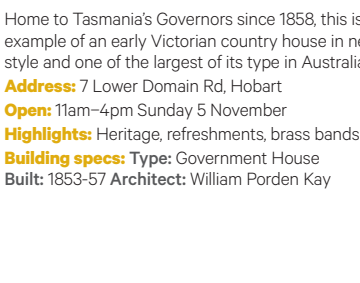 Home to Tasmania's Governors since 1858, this is
example of an early Victorian country house in ne
style and one of the largest of its type in Australia
Address: 7 Lower Domain Rd, Hobart
Open: 11am–4pm Sunday 5 November
Highlights: Heritage, refreshments, brass bands
Building specs: Type: Government House
Built: 1853-57 Architect: William Porden Kay